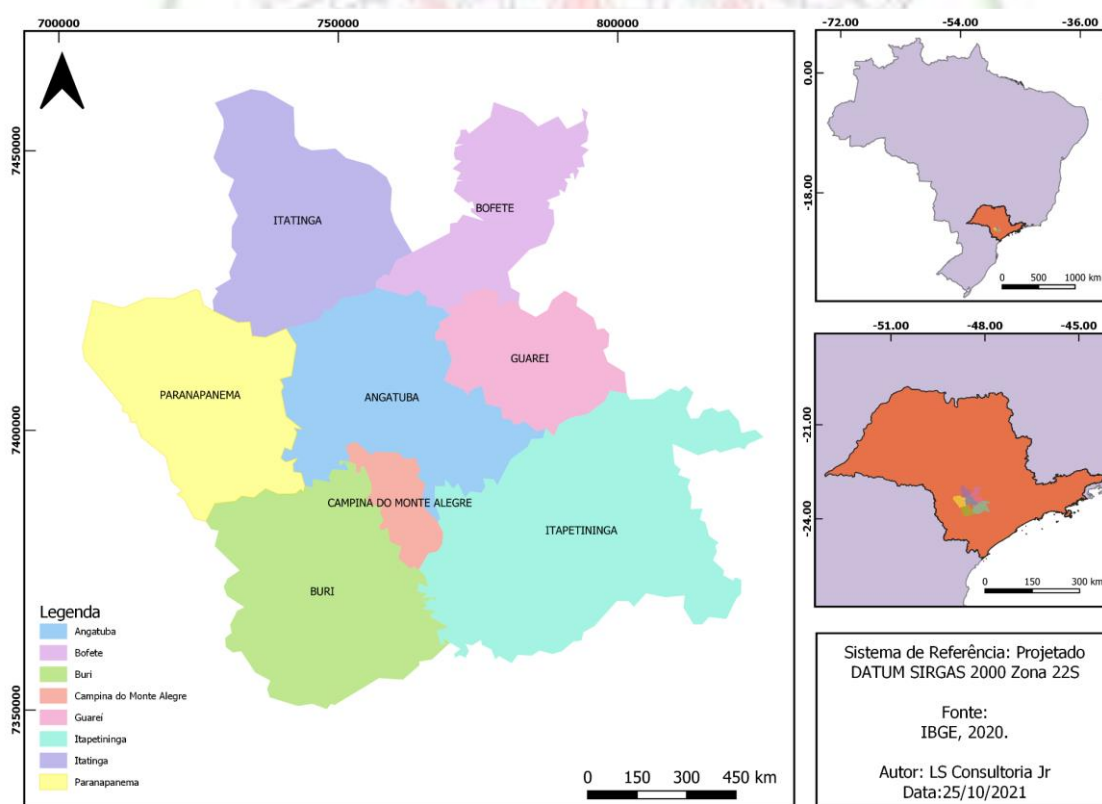 700000
750000
800000
7450000
7400000
7350000
ITATINGA
BOFETE
GUAREI
PARANAPANEMA
ANGATUBA
CAMPINA DO MONTE ALEGRE
ITAPETININGA
BURI
Legenda
Angatuba
Bofete
Buri
Campina do Monte Alegre
Guareí
Itapetininga
Itatinga
Paranapanema
0 150 300 450 km
-72.00
-54.00
-36.00
0.00
-18.00
0 500 1000 km
-51.00
-48.00
-45.00
-21.00
-24.00
0 150 300 km
Sistema de Referência: Projetado
DATUM SIRGAS 2000 Zona 22S
Fonte:
IBGE, 2020.
Autor: LS Consultoria Jr
Data:25/10/2021